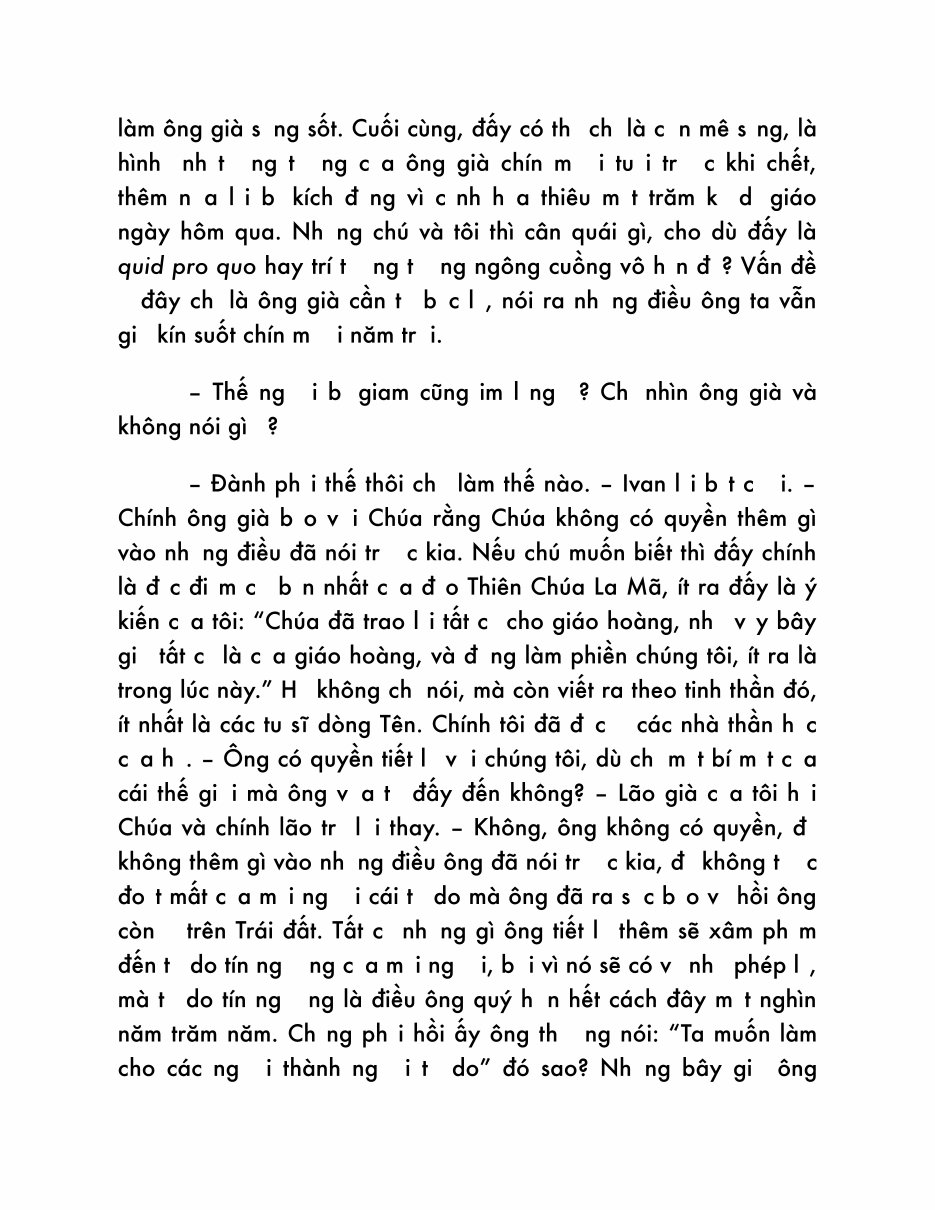 làm ông già s ng sốt. Cuối cùng, đấy có th ch là c n mê s ng, là
hình nh t ng t ng c a ông già chín m i tu i tr c khi chết,
thêm n a l i b kích đ ng vì c nh h a thiêu m t trăm k d giáo
ngày hôm qua. Nh ng chú và tôi thì cân quái gì, cho dù đấy là
quid pro quo hay trí t ng t ng ngông cuồng vô h n đ ? Vấn đề
đây ch là ông già cần t b c l , nói ra nh ng điều ông ta vẫn
gi kín suốt chín m i năm tr i.
– Thế ng i b giam cũng im l ng ? Ch nhìn ông già và
không nói gì ?
– Đành ph i thế thôi ch làm thế nào. – Ivan l i b t c i. –
Chính ông già b o v i Chúa rằng Chúa không có quyền thêm gì
vào nh ng điều đã nói tr c kia. Nếu chú muốn biết thì đấy chính
là đ c đi m c b n nhất c a đ o Thiên Chúa La Mã, ít ra đấy là ý
kiến c a tôi: “Chúa đã trao l i tất c cho giáo hoàng, nh v y bây
gi tất c là c a giáo hoàng, và đ ng làm phiền chúng tôi, ít ra là
trong lúc này.” H không ch nói, mà còn viết ra theo tinh thần đó,
ít nhất là các tu sĩ dòng Tên. Chính tôi đã đ c các nhà thần h c
c a h . – Ông có quyền tiết l v i chúng tôi, dù ch m t bí m t c a
cái thế gi i mà ông v a t đấy đến không? – Lão già c a tôi h i
Chúa và chính lão tr l i thay. – Không, ông không có quyền, đ
không thêm gì vào nh ng điều ông đã nói tr c kia, đ không t c
đo t mất c a m i ng i cái t do mà ông đã ra s c b o v hồi ông
còn trên Trái đất. Tất c nh ng gì ông tiết l thêm sẽ xâm ph m
đến t do tín ng ng c a m i ng i, b i vì nó sẽ có v nh phép l ,
mà t do tín ng ng là điều ông quý h n hết cách đây m t nghìn
năm trăm năm. Ch ng ph i hồi ấy ông th ng nói: “Ta muốn làm
cho các ng i thành ng i t do” đó sao? Nh ng bây gi ông